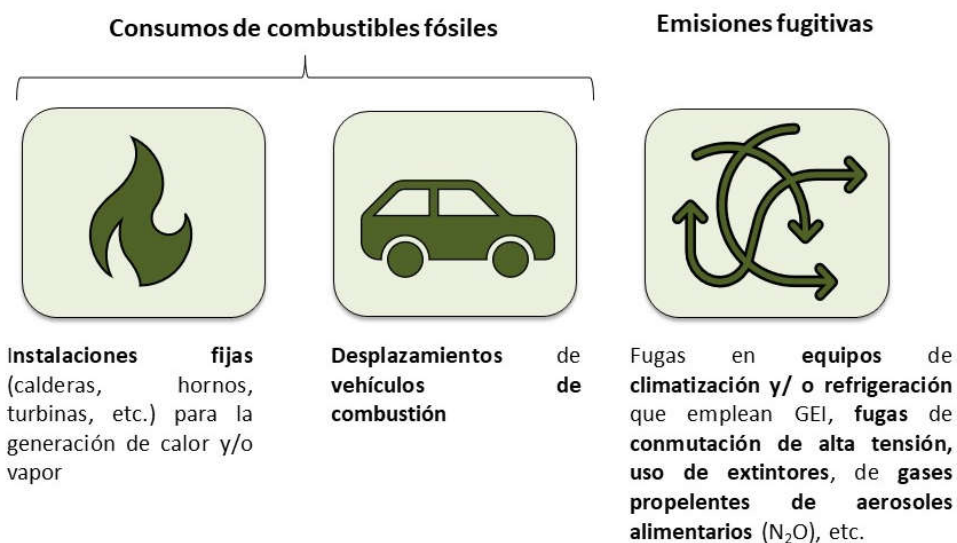 Consumos de combustibles fósiles
Emisiones fugitivas
Instalaciones fijas
(calderas, hornos,
turbinas, etc.) para la
generación de calor y/o
vapor
Desplazamientos de
vehículos de
combustión
Fugas en equipos de
climatización y/ o refrigeración
que emplean GEI, fugas de
conmutación de alta tensión,
uso de extintores, de gases
propelentes de aerosoles
alimentarios (N₂O), etc.